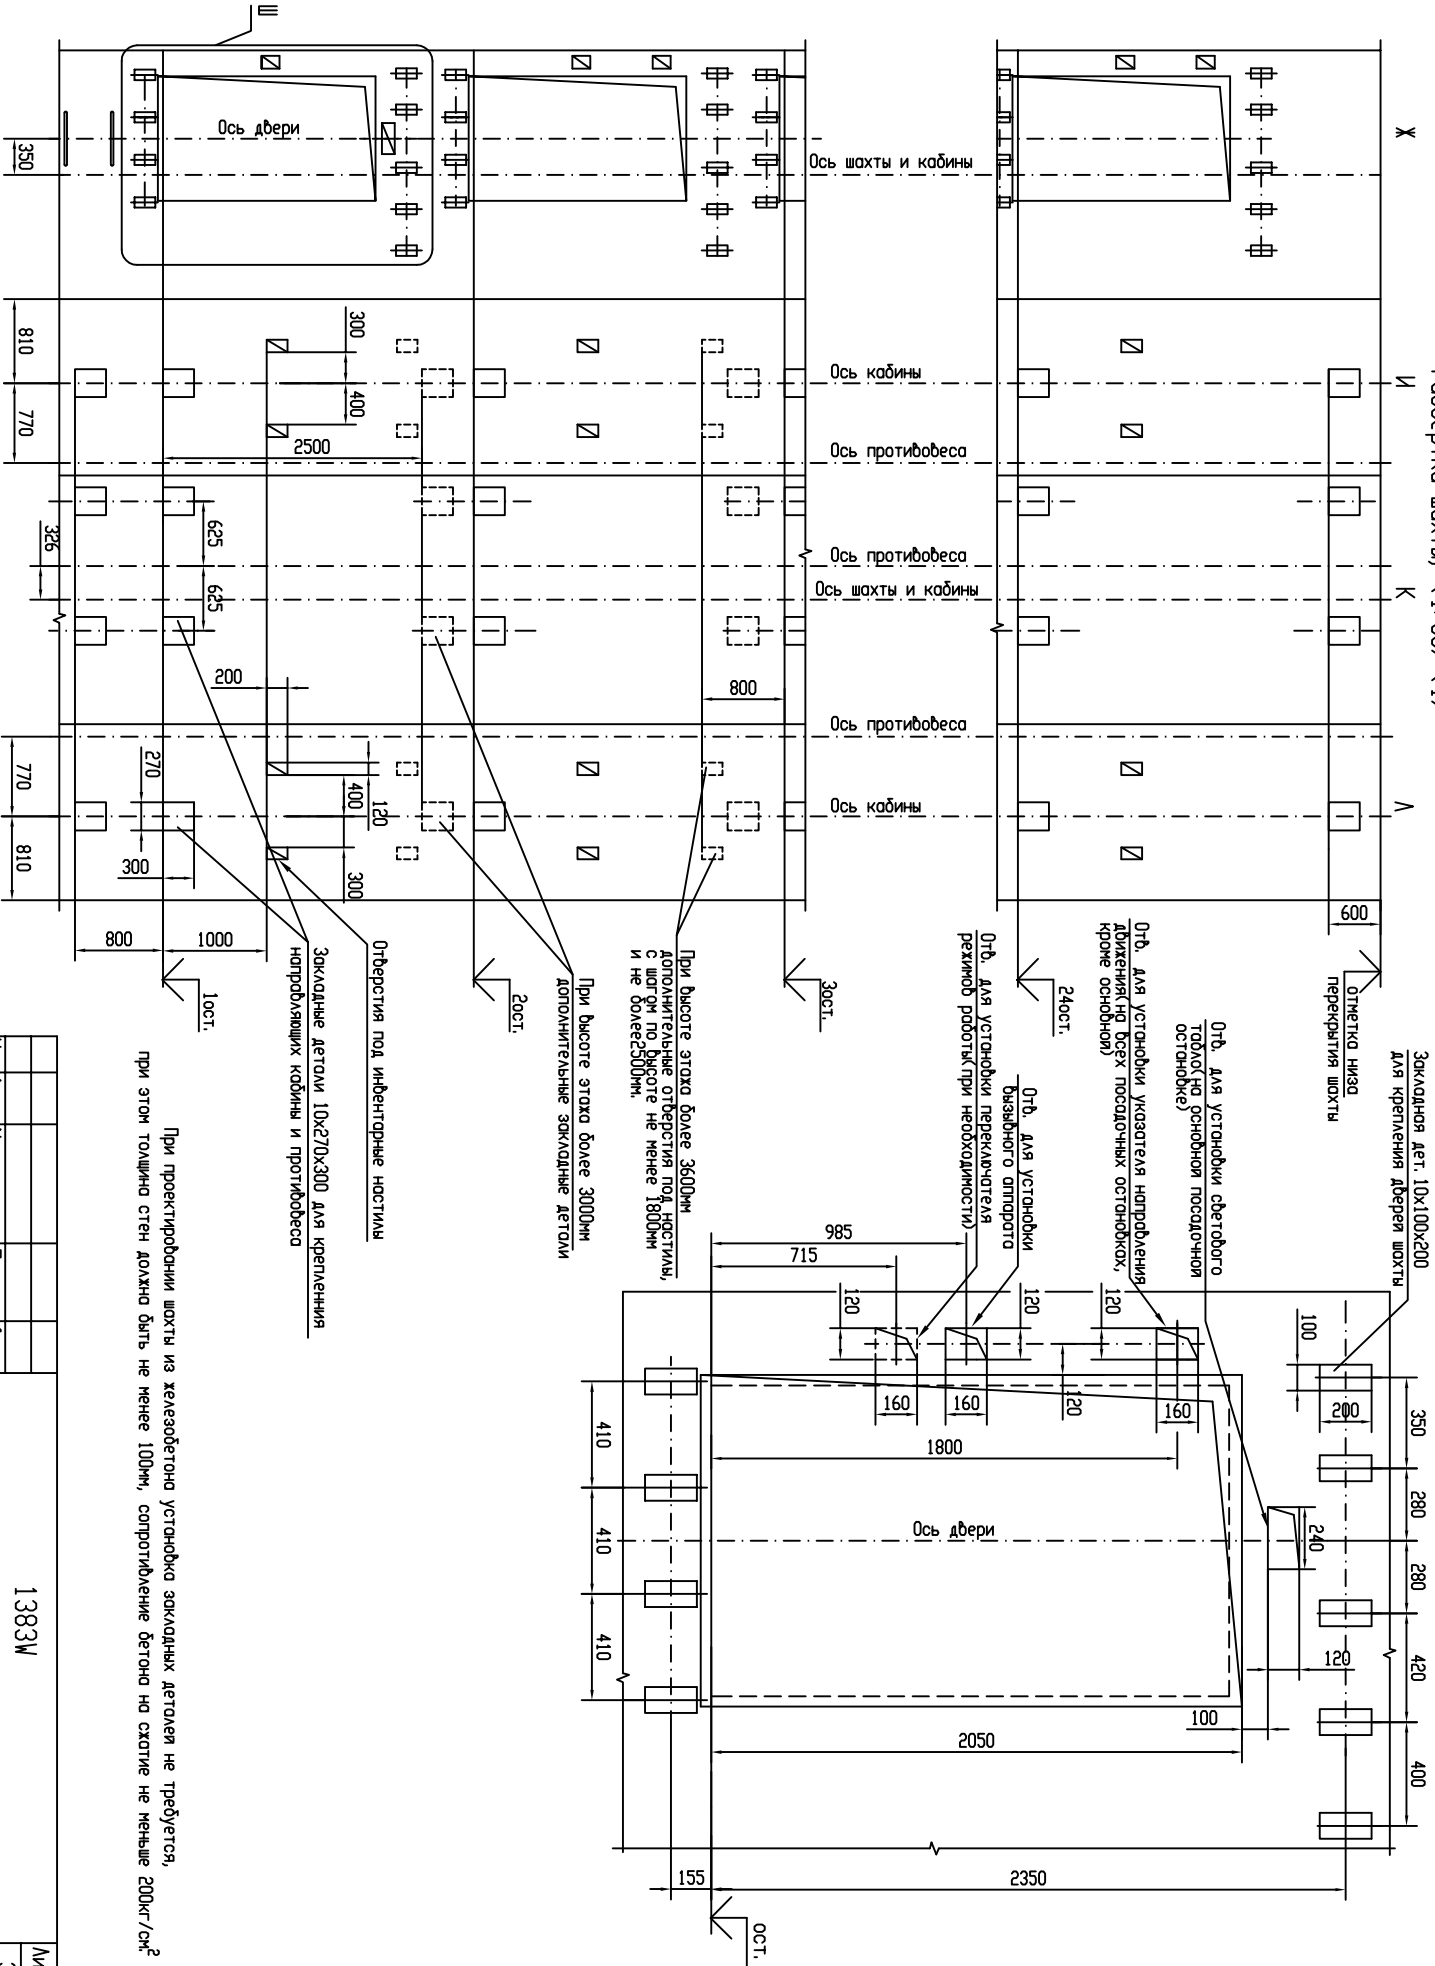 Развертка шахты,
Ж
И
К
Л
Ш
Ось двери
Ось шахты и кабины
Ось кабины
Ось противовеса
Ось противовеса
Ось шахты и кабины
Ось противовеса
Ось кабины
350
810
770
300
400
2500
625
326
625
200
800
770
810
270
300
400
120
300
800
1000
600
1ост.
2ост.
3ост.
24ост.
отметка низа
перекрытия шахты
Закладная дет. 10х100х200
для крепления дверей шахты
Отв. для установки светового
табло(на основной посадочной
остановке)
Отв. для установки указателя направления
движения(на всех посадочных остановках,
кроме основной)
Отв. для установки
вызывного аппарата
Отв. для установки переключателя
режимов работы(при необходимости)
При высоте этажа более 3600мм
дополнительные отверстия под настилы,
с шагом по высоте не менее 1800мм
и не более2500мм.
При высоте этажа более 3000мм
дополнительные закладные детали
Отверстия под инвентарные настилы
Закладные детали 10х270х300 для крепленния
направляющих кабины и противовеса
100
350
280
280
420
400
200
240
120
100
120
120
120
120
160
160
160
985
715
1800
Ось двери
2050
2350
155
410
410
410
ост.
При проектировании шахты из железобетона установка закладных деталей не требуется,
при этом толщина стен должна быть не менее 100мм, сопротивление бетона на сжатие не меньше 200кг/см²
1383W